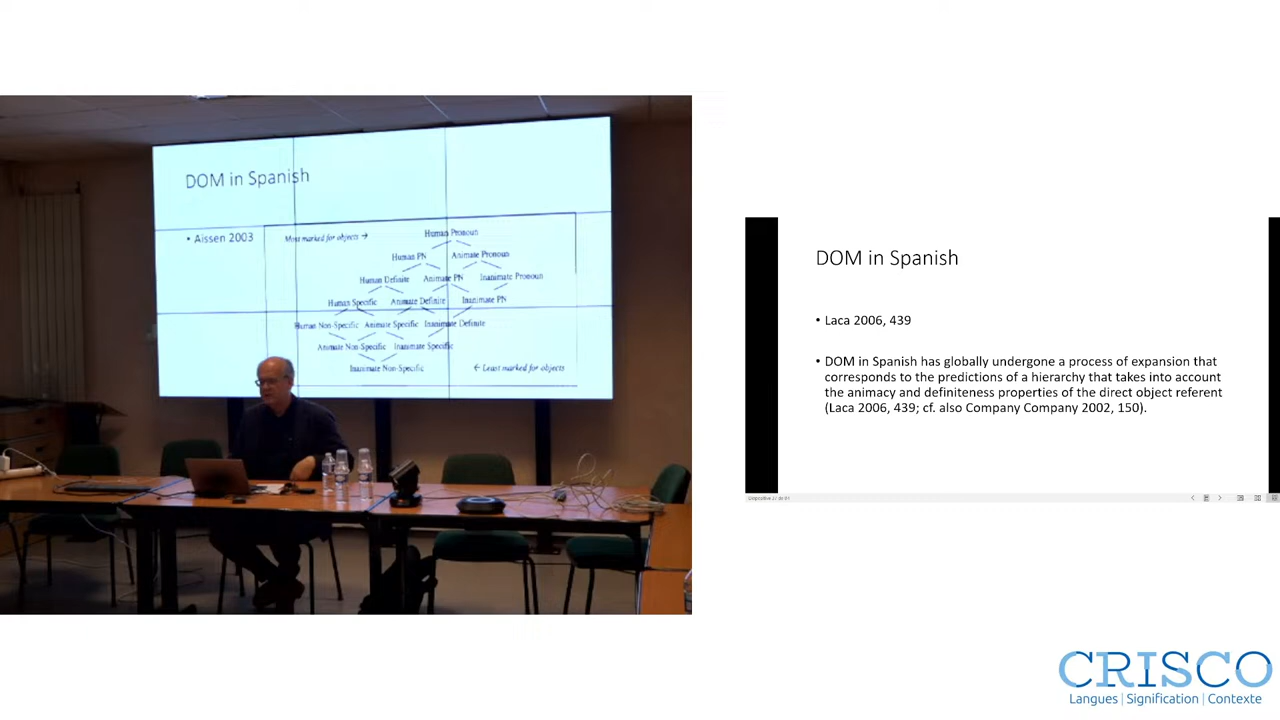 DOM in Spanish
• Aissen 2003
Most marked for objects →
Human Pronoun
Human PN Animate Pronoun
Human Definite Animate PN Inanimate Pronoun
Human Specific Animate Definite Inanimate PN
Human Non-Specific Animate Specific Inanimate Definite
Animate Non-Specific Inanimate Specific
Inanimate Non-Specific
← Least marked for objects
DOM in Spanish
• Laca 2006, 439
• DOM in Spanish has globally undergone a process of expansion that
corresponds to the predictions of a hierarchy that takes into account
the animacy and definiteness properties of the direct object referent
(Laca 2006, 439; cf. also Company Company 2002, 150).
CRISCO
Langues | Signification | Contexte